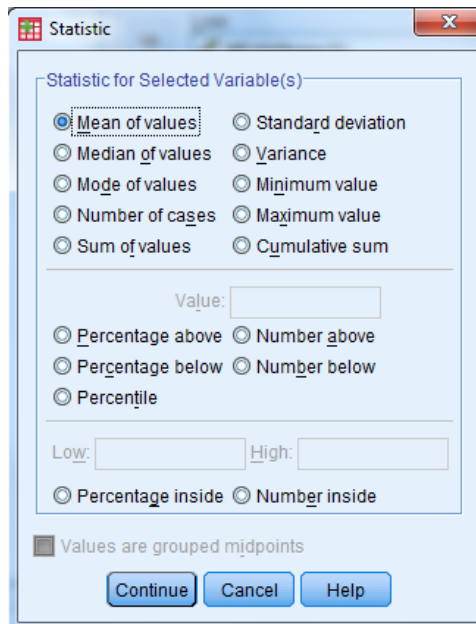 Statistic
Statistic for Selected Variable(s)
Mean of values Standard deviation
Median of values Variance
Mode of values Minimum value
Number of cases Maximum value
Sum of values Cumulative sum
Value:
Percentage above Number above
Percentage below Number below
Percentile
Low: High:
Percentage inside Number inside
Values are grouped midpoints
Continue Cancel Help